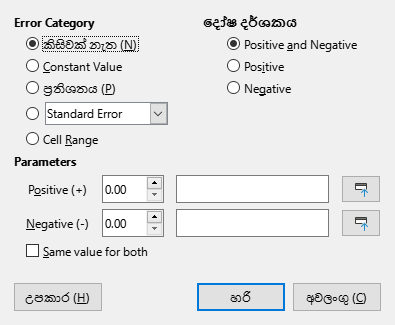 Error Category
දෝෂ දර්ශකය
කිසිවක් නැත (N)
Positive and Negative
Constant Value
Positive
ප්‍රතිශතය (P)
Negative
Standard Error
Cell Range
Parameters
Positive (+) 0.00
Negative (-) 0.00
Same value for both
උපකාර (H)
හරි
අවලංගු (C)